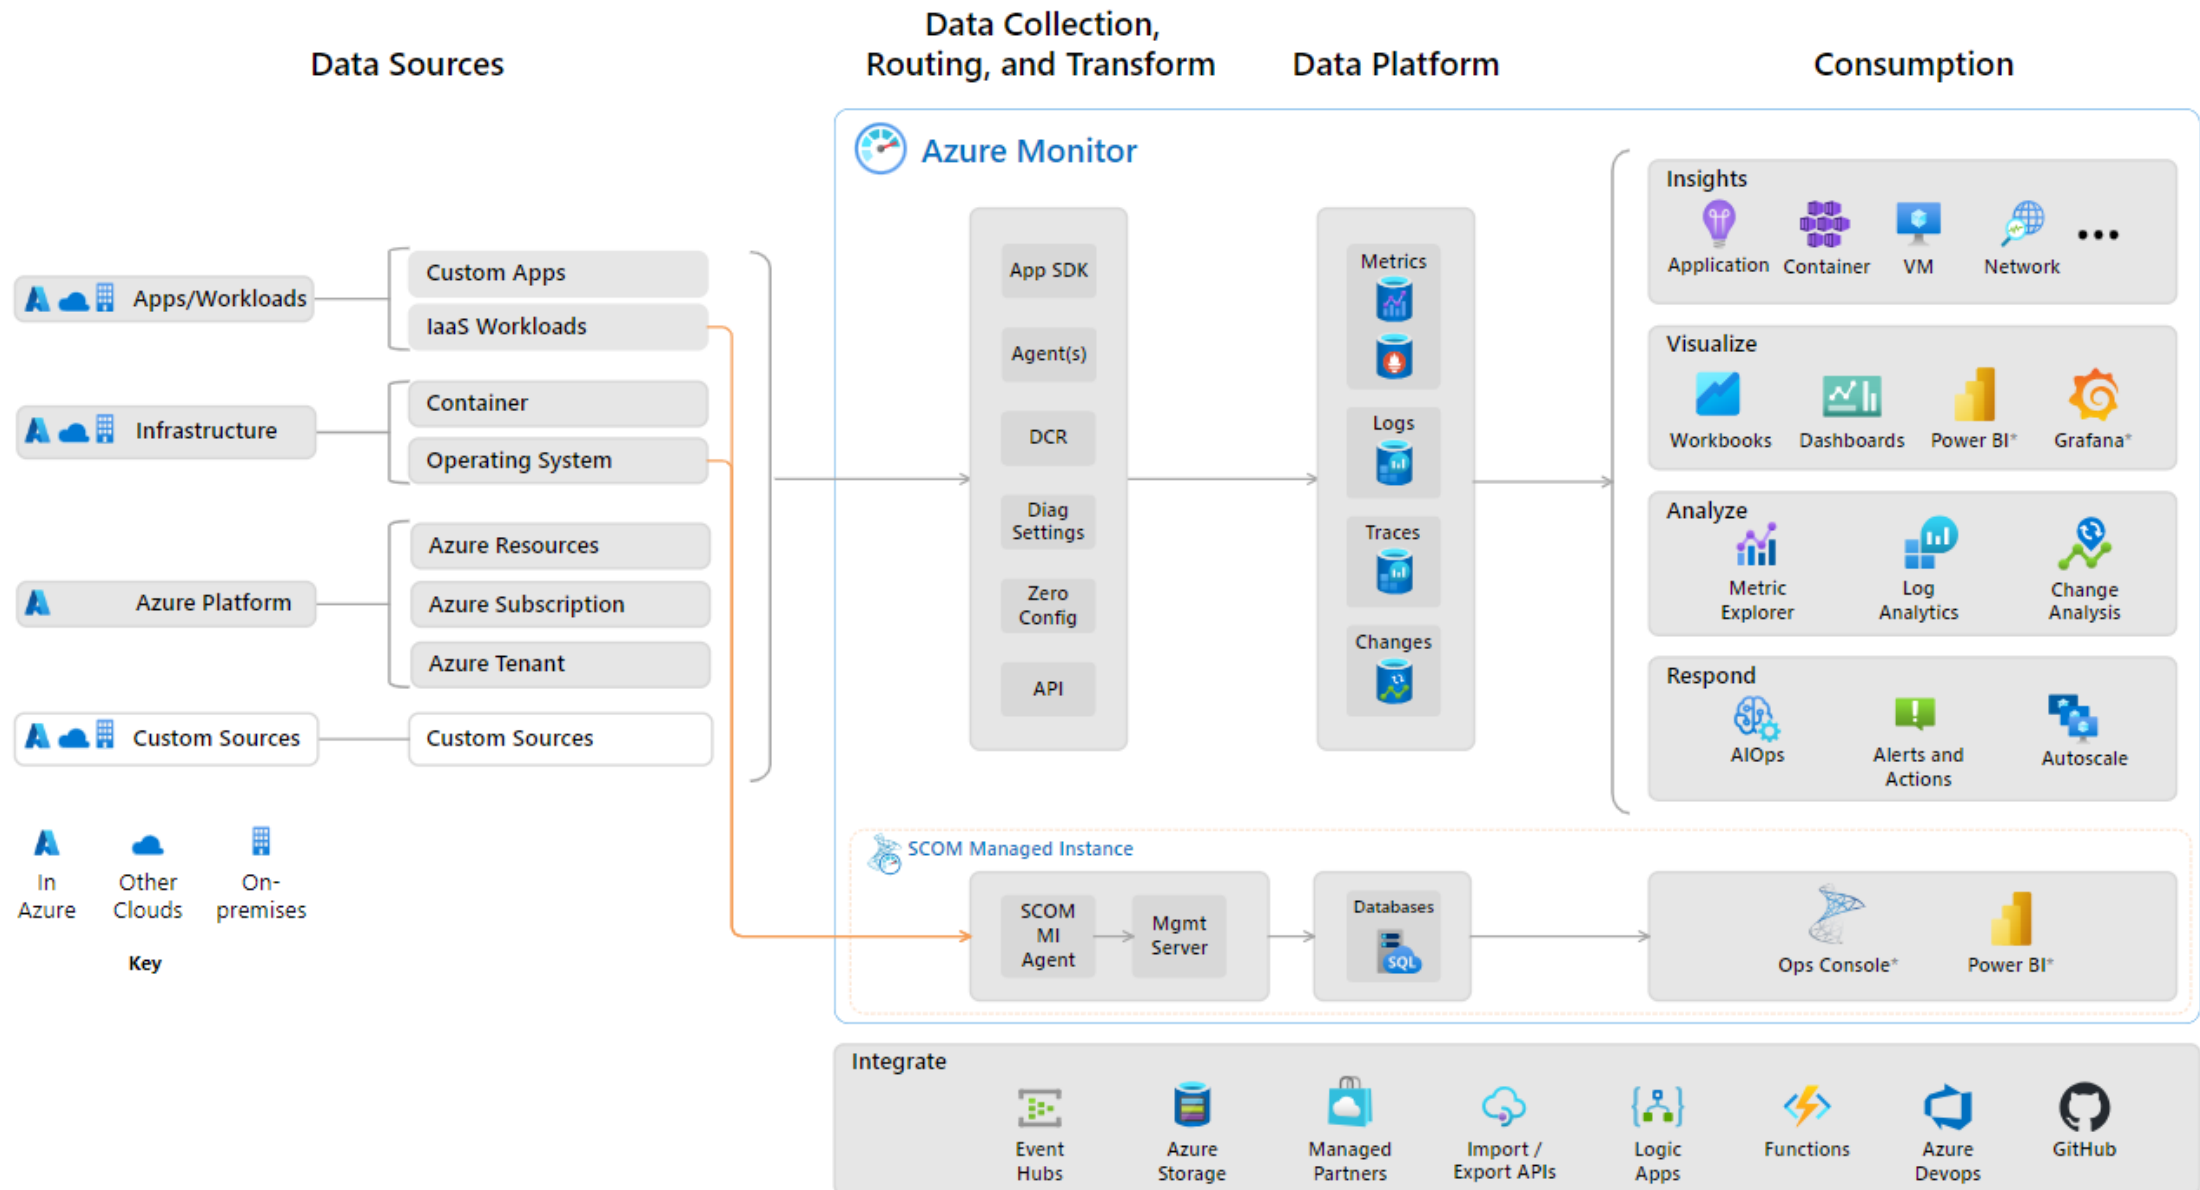 Data Sources
Data Collection,
Routing, and Transform
Data Platform
Consumption
Azure Monitor
Apps/Workloads
Custom Apps
IaaS Workloads
Infrastructure
Container
Operating System
Azure Platform
Azure Resources
Azure Subscription
Azure Tenant
Custom Sources
Custom Sources
In
Azure
Other
Clouds
On-
premises
Key
App SDK
Agent(s)
DCR
Diag
Settings
Zero
Config
API
Metrics
Logs
Traces
Changes
Insights
Application
Container
VM
Network
•••
Visualize
Workbooks
Dashboards
Power BI*
Grafana*
Analyze
Metric
Explorer
Log
Analytics
Change
Analysis
Respond
AIOps
Alerts and
Actions
Autoscale
SCOM Managed Instance
SCOM
MI
Agent
Mgmt
Server
Databases
SQL
Ops Console*
Power BI*
Integrate
Event
Hubs
Azure
Storage
Managed
Partners
Import /
Export APIs
Logic
Apps
Functions
Azure
Devops
GitHub